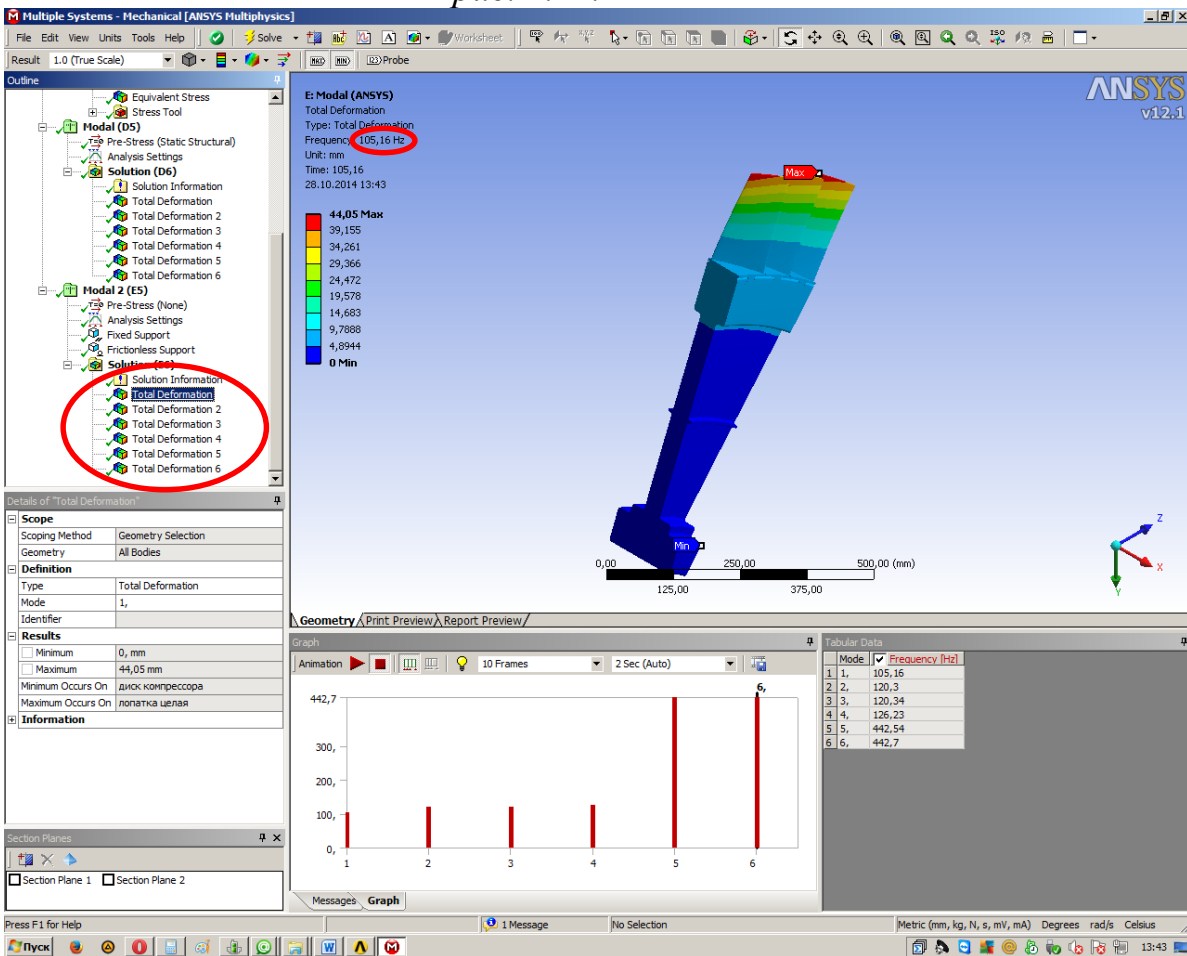 Multiple Systems - Mechanical [ANSYS Multiphysics]
File Edit View Units Tools Help Solve Worksheet
Result 1.0 (True Scale) Probe
Outline
Equivalent Stress
Stress Tool
Modal (D5)
Pre-Stress (Static Structural)
Analysis Settings
Solution (D6)
Solution Information
Total Deformation
Total Deformation 2
Total Deformation 3
Total Deformation 4
Total Deformation 5
Total Deformation 6
Modal 2 (E5)
Pre-Stress (None)
Analysis Settings
Fixed Support
Frictionless Support
Solution
Solution Information
Total Deformation
Total Deformation 2
Total Deformation 3
Total Deformation 4
Total Deformation 5
Total Deformation 6
E: Modal (ANSYS)
Total Deformation
Type: Total Deformation
Frequency: 105,16 Hz
Unit: mm
Time: 105,16
28.10.2014 13:43
44,05 Max
39,155
34,261
29,366
24,472
19,578
14,683
9,7888
4,8944
0 Min
ANSYS
v12.1
Max
Min
0,00 250,00 500,00 (mm)
125,00 375,00
Z
X
Y
Geometry Print Preview Report Preview
Details of "Total Deformation"
Scope
Scoping Method Geometry Selection
Geometry All Bodies
Definition
Type Total Deformation
Mode 1,
Identifier
Results
Minimum 0, mm
Maximum 44,05 mm
Minimum Occurs On диск компрессора
Maximum Occurs On лопатка целая
Information
Graph
Animation 10 Frames 2 Sec (Auto)
6,
442,7
300,
200,
100,
0,
1 2 3 4 5 6
Messages Graph
Tabular Data
Mode Frequency [Hz]
1 1, 105,16
2 2, 120,3
3 3, 120,34
4 4, 126,23
5 5, 442,54
6 6, 442,7
Section Planes
Section Plane 1 Section Plane 2
Press F1 for Help 1 Message No Selection Metric (mm, kg, N, s, mV, mA) Degrees rad/s Celsius
Пуск 13:43